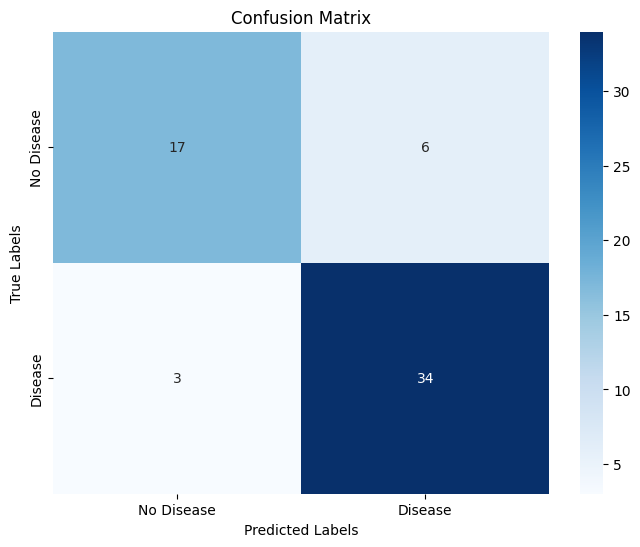 Confusion Matrix
True Labels
No Disease
17
6
Disease
3
34
No Disease
Disease
Predicted Labels
30
25
20
15
10
5